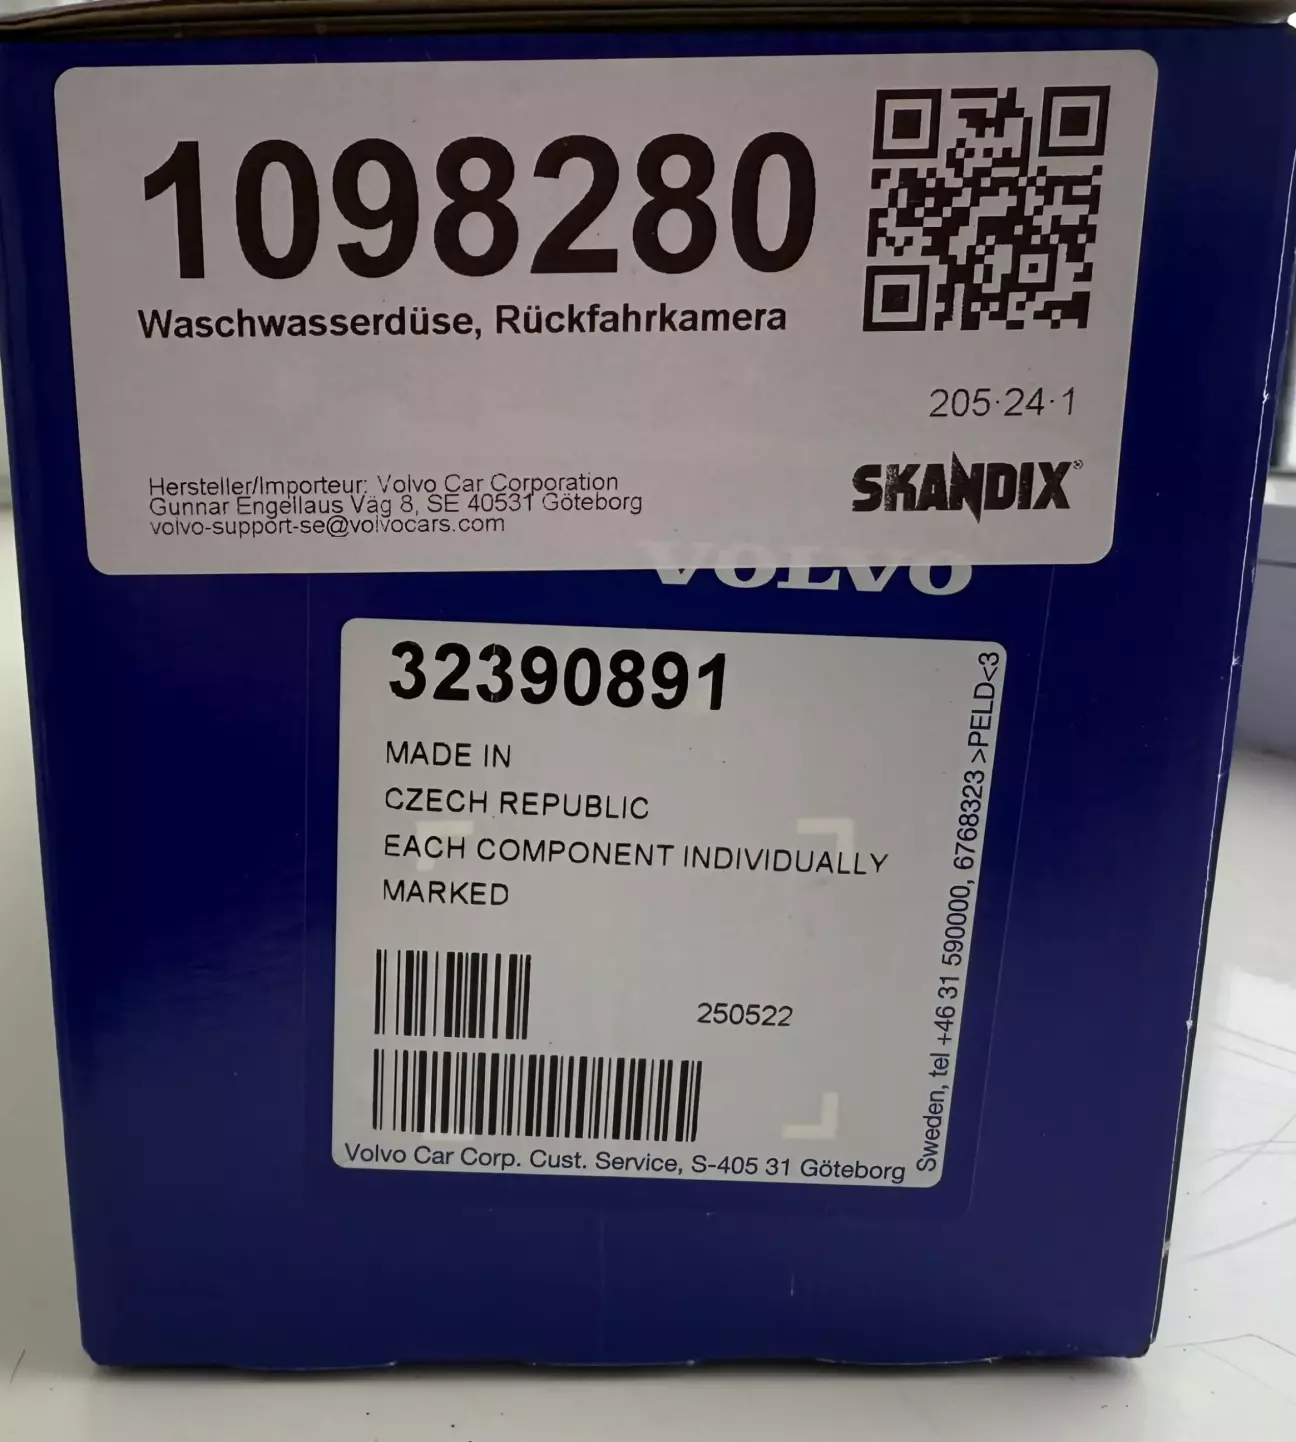 1098280
Waschwasserdüse, Rückfahrkamera
205·24·1
SKANDIX®
Hersteller/Importeur: Volvo Car Corporation
Gunnar Engellaus Väg 8, SE 40531 Göteborg
volvo-support-se@volvocars.com
VOLVO
32390891
MADE IN
CZECH REPUBLIC
EACH COMPONENT INDIVIDUALLY
MARKED
250522
Volvo Car Corp. Cust. Service, S-405 31 Göteborg
Sweden, tel +46 31 590000, 6768323 >PELD<3